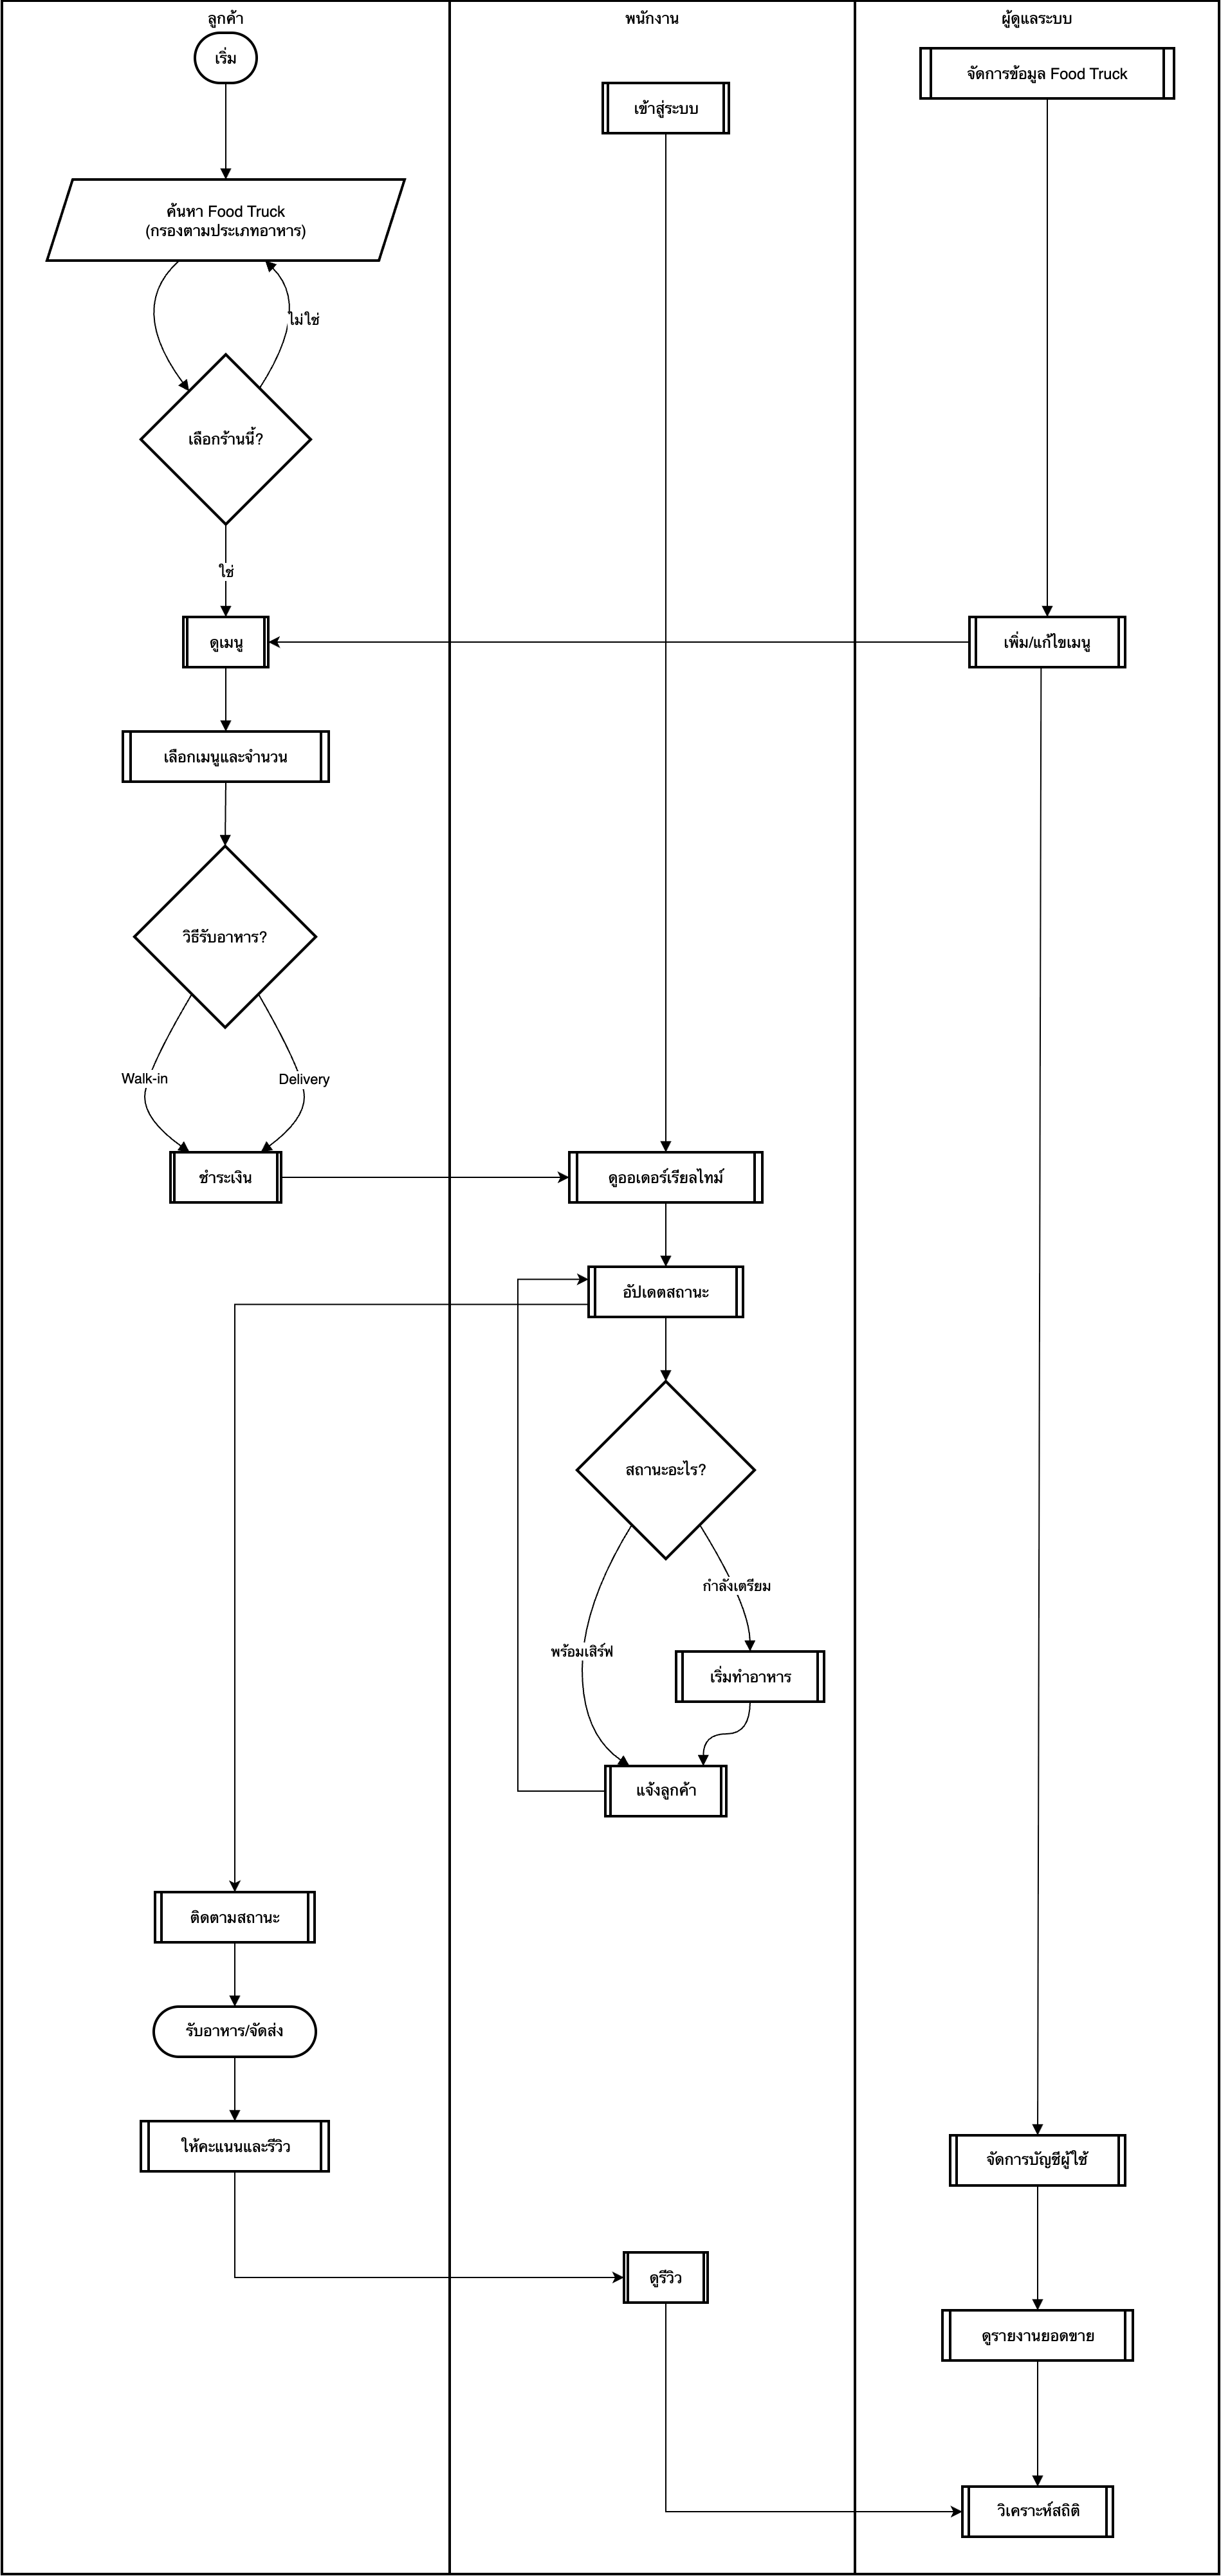 ลูกค้า
พนักงาน
ผู้ดูแลระบบ
เริ่ม
จัดการข้อมูล Food Truck
เข้าสู่ระบบ
ค้นหา Food Truck
(กรองตามประเภทอาหาร)
ไม่ใช่
เลือกร้านนี้?
ใช่
ดูเมนู
เพิ่ม/แก้ไขเมนู
เลือกเมนูและจำนวน
วิธีรับอาหาร?
Walk-in
Delivery
ชำระเงิน
ดูออเดอร์เรียลไทม์
อัปเดตสถานะ
สถานะอะไร?
กำลังเตรียม
พร้อมเสิร์ฟ
เริ่มทำอาหาร
แจ้งลูกค้า
ติดตามสถานะ
รับอาหาร/จัดส่ง
ให้คะแนนและรีวิว
จัดการบัญชีผู้ใช้
ดูรีวิว
ดูรายงานยอดขาย
วิเคราะห์สถิติ